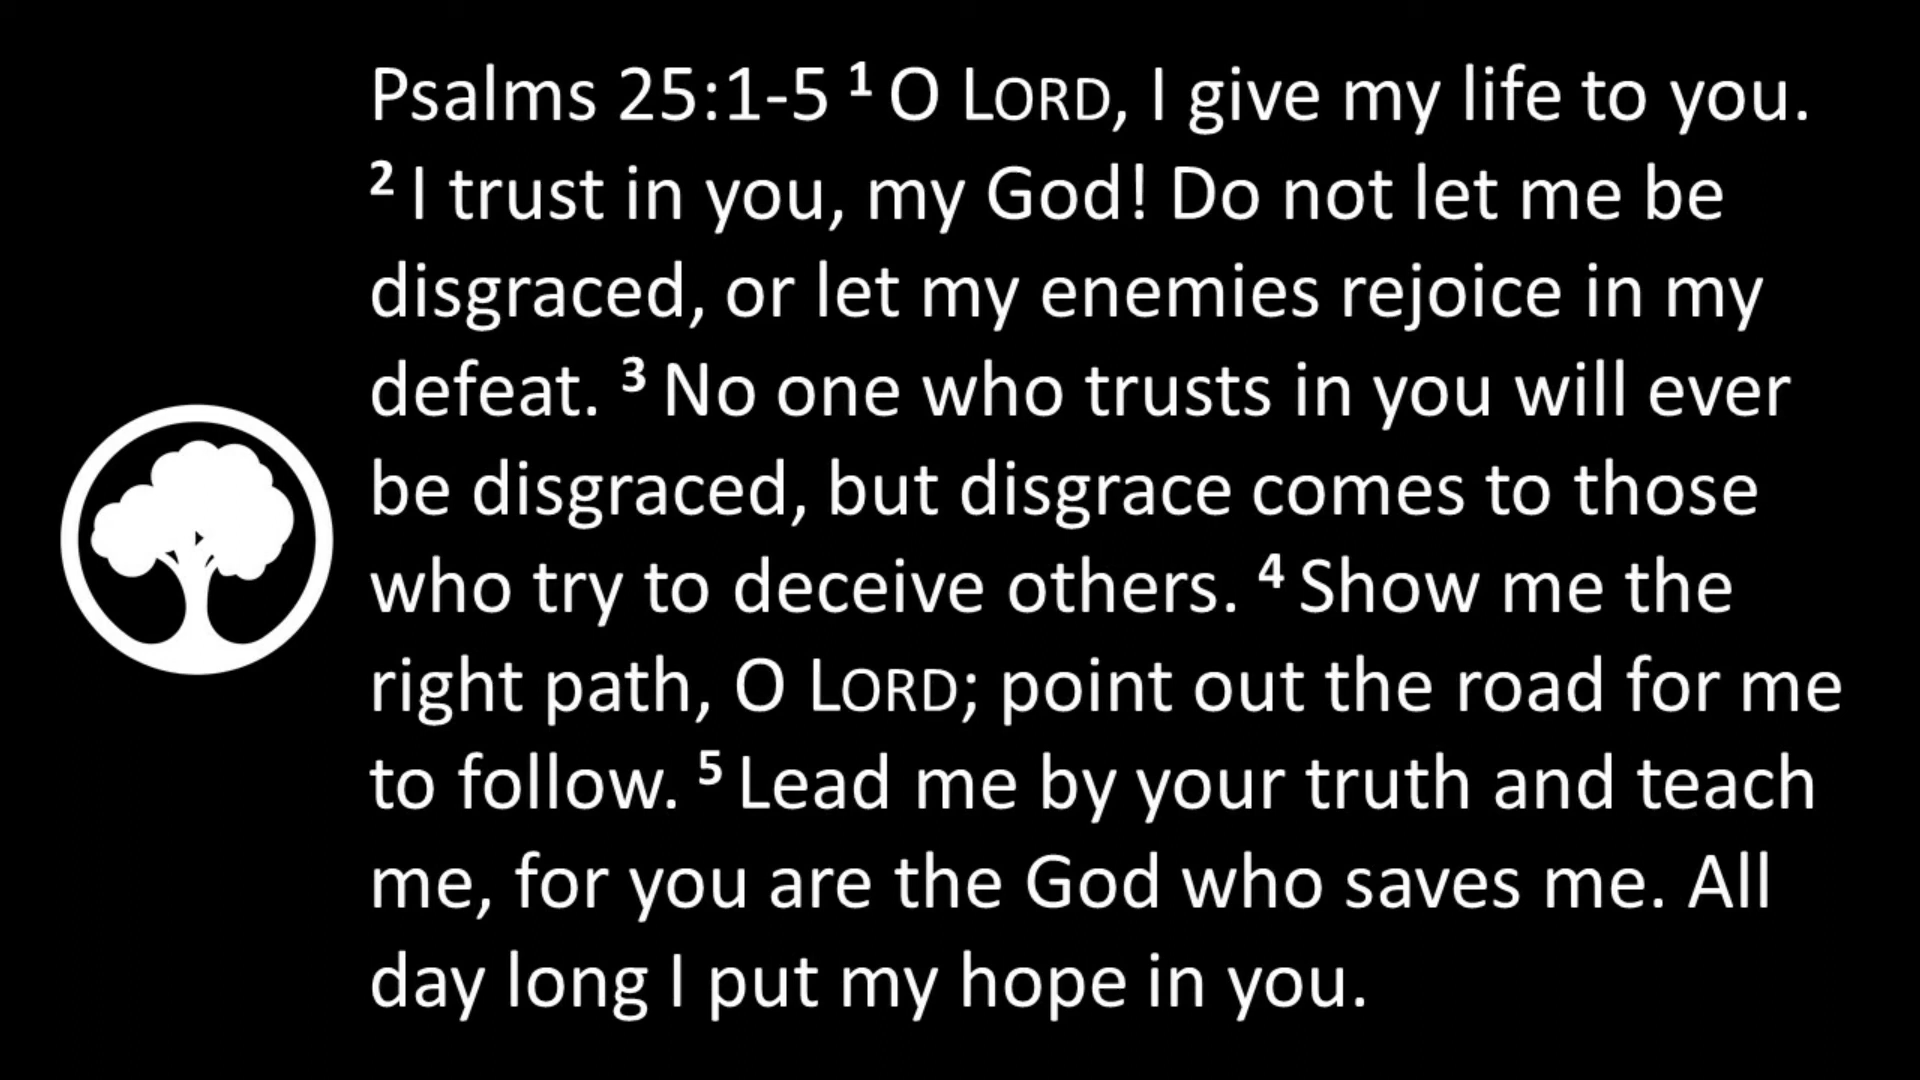 Psalms 25:1-5 ¹ O LORD, I give my life to you.
² I trust in you, my God! Do not let me be
disgraced, or let my enemies rejoice in my
defeat. ³ No one who trusts in you will ever
be disgraced, but disgrace comes to those
who try to deceive others. ⁴ Show me the
right path, O LORD; point out the road for me
to follow. ⁵ Lead me by your truth and teach
me, for you are the God who saves me. All
day long I put my hope in you.